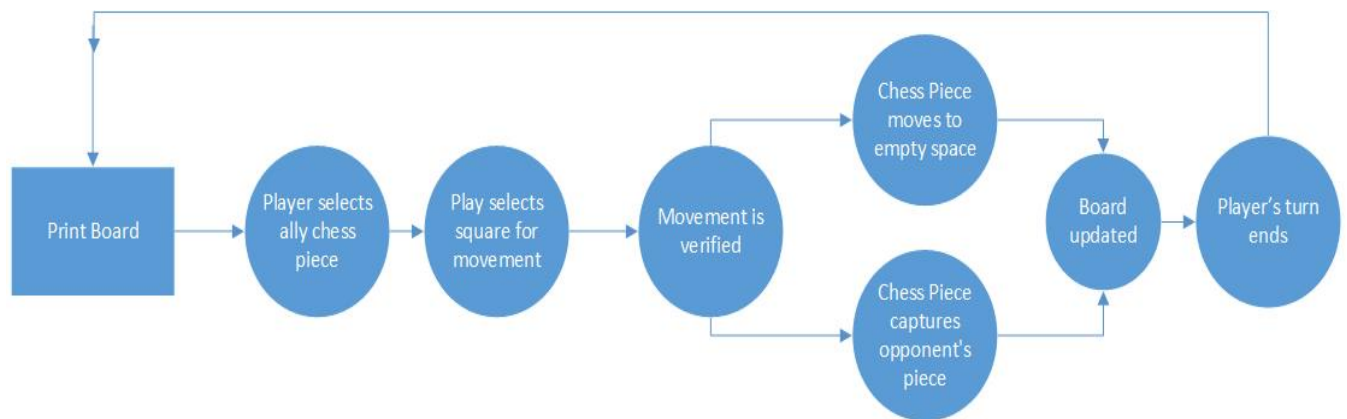 Print Board
Player selects
ally chess
piece
Play selects
square for
movement
Movement is
verified
Chess Piece
moves to
empty space
Chess Piece
captures
opponent's
piece
Board
updated
Player’s turn
ends